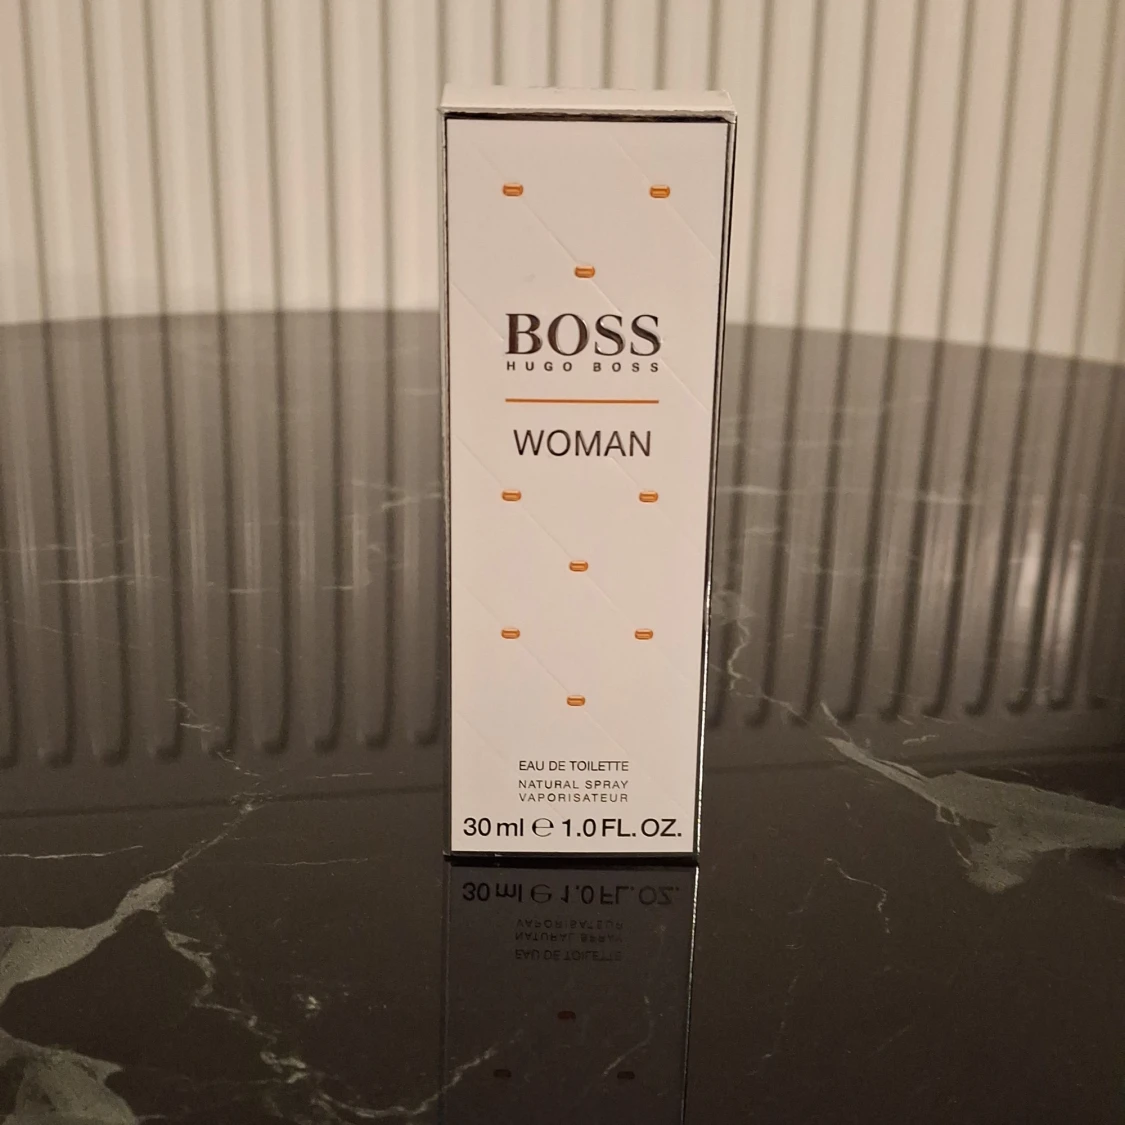 BOSS
HUGO BOSS
WOMAN
EAU DE TOILETTE
NATURAL SPRAY
VAPORISATEUR
30 ml ℮ 1.0 FL. OZ.